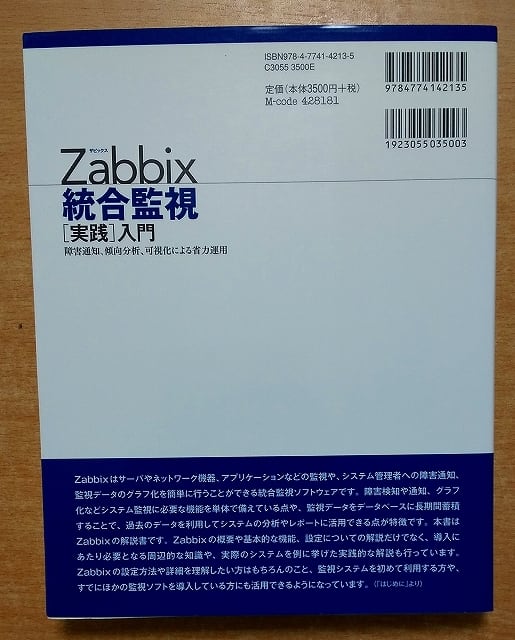 ISBN978-4-7741-4213-5
C3055 3500E
定価(本体3500円+税)
M-code 428181
9784774142135
1923055035003
ザビックス
Zabbix
統合監視
[実践]入門
障害通知、傾向分析、可視化による省力運用
Zabbixはサーバやネットワーク機器、アプリケーションなどの監視や、システム管理者への障害通知、
監視データのグラフ化を簡単に行うことができる統合監視ソフトウェアです。障害検知や通知、グラフ
化などシステム監視に必要な機能を単体で備えている点や、監視データをデータベースに長期間蓄積
することで、過去のデータを利用してシステムの分析やレポートに活用できる点が特徴です。本書は
Zabbixの解説書です。Zabbixの概要や基本的な機能、設定についての解説だけでなく、導入に
あたり必要となる周辺的な知識や、実際のシステムを例に挙げた実践的な解説も行っています。
Zabbixの設定方法や詳細を理解したい方はもちろんのこと、監視システムを初めて利用する方や、
すでにほかの監視ソフトを導入している方にも活用できるようになっています。(「はじめに」より)